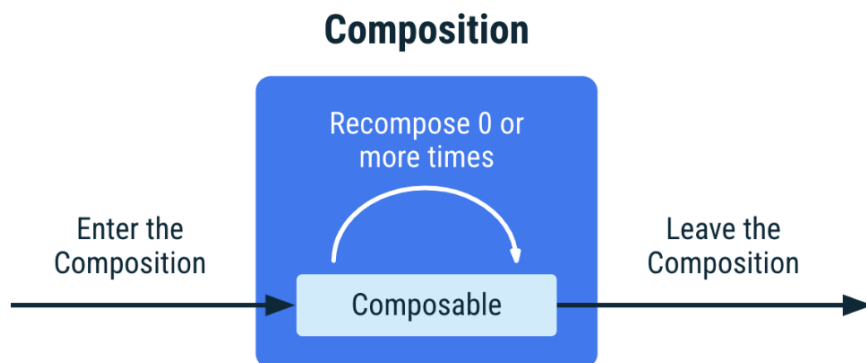 Composition
Recompose 0 or
more times
Enter the
Composition
Leave the
Composition
Composable